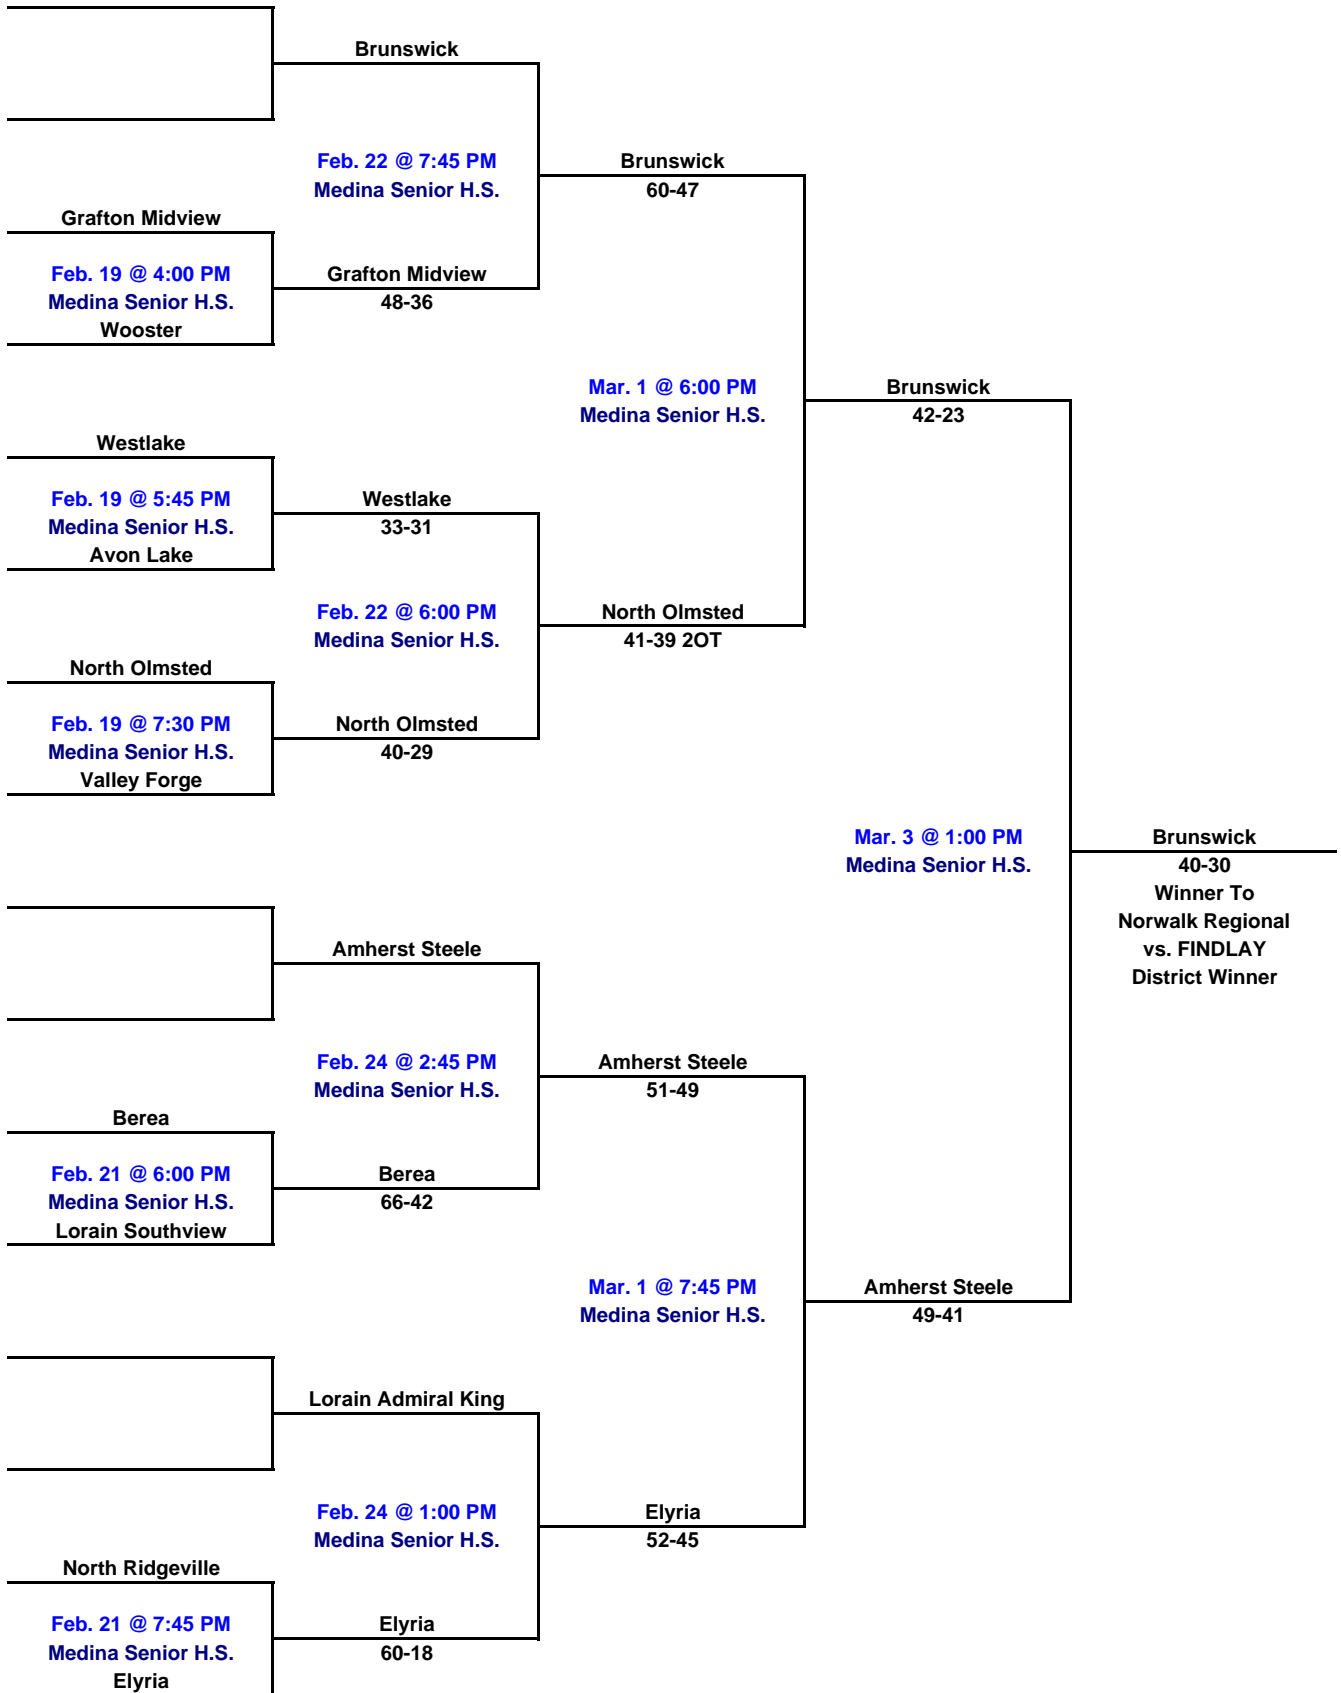 Brunswick
Feb. 22 @ 7:45 PM
Medina Senior H.S.
Brunswick
60-47
Grafton Midview
Feb. 19 @ 4:00 PM
Medina Senior H.S.
Wooster
Grafton Midview
48-36
Mar. 1 @ 6:00 PM
Medina Senior H.S.
Brunswick
42-23
Westlake
Feb. 19 @ 5:45 PM
Medina Senior H.S.
Avon Lake
Westlake
33-31
Feb. 22 @ 6:00 PM
Medina Senior H.S.
North Olmsted
41-39 2OT
North Olmsted
Feb. 19 @ 7:30 PM
Medina Senior H.S.
Valley Forge
North Olmsted
40-29
Mar. 3 @ 1:00 PM
Medina Senior H.S.
Brunswick
40-30
Winner To
Norwalk Regional
vs. FINDLAY
District Winner
Amherst Steele
Feb. 24 @ 2:45 PM
Medina Senior H.S.
Amherst Steele
51-49
Berea
Feb. 21 @ 6:00 PM
Medina Senior H.S.
Lorain Southview
Berea
66-42
Mar. 1 @ 7:45 PM
Medina Senior H.S.
Amherst Steele
49-41
Lorain Admiral King
Feb. 24 @ 1:00 PM
Medina Senior H.S.
Elyria
52-45
North Ridgeville
Feb. 21 @ 7:45 PM
Medina Senior H.S.
Elyria
Elyria
60-18